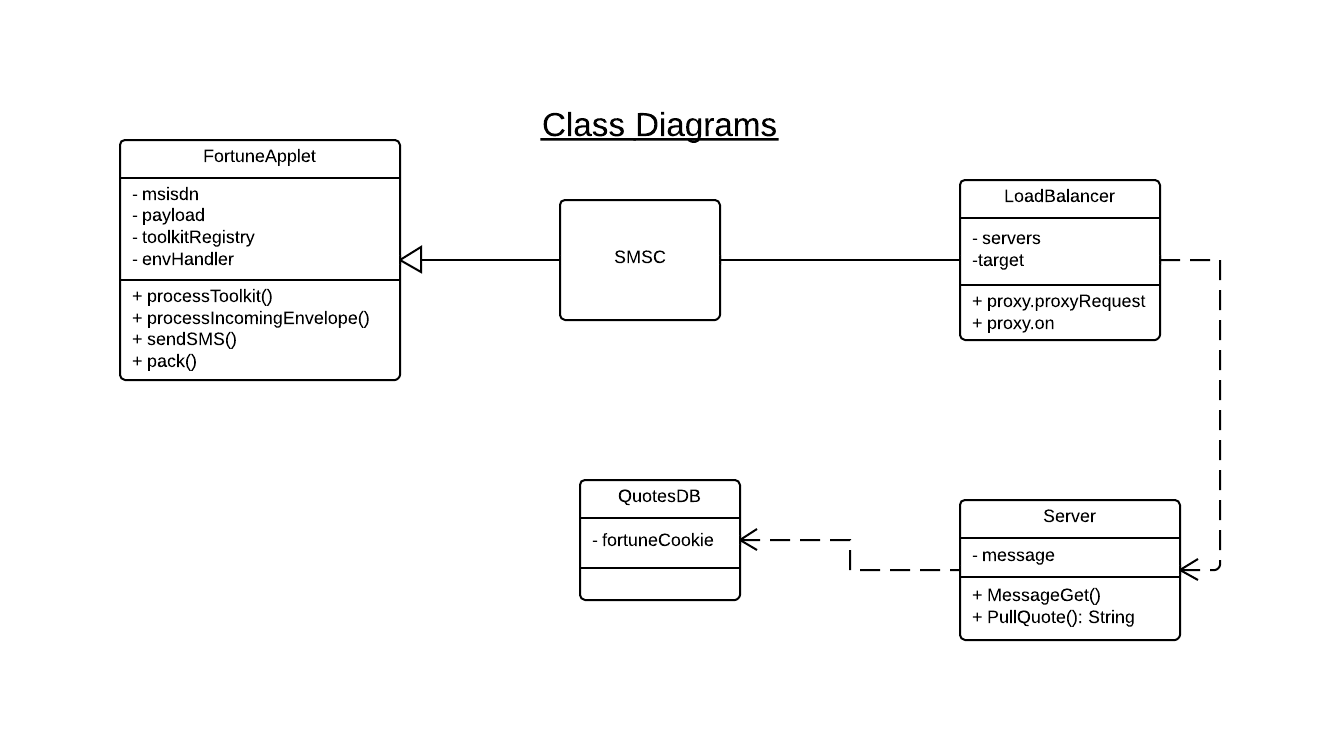 Class Diagrams
FortuneApplet
- msisdn
- payload
- toolkitRegistry
- envHandler
+ processToolkit()
+ processIncomingEnvelope()
+ sendSMS()
+ pack()
SMSC
LoadBalancer
- servers
-target
+ proxy.proxyRequest
+ proxy.on
QuotesDB
- fortuneCookie
Server
- message
+ MessageGet()
+ PullQuote(): String